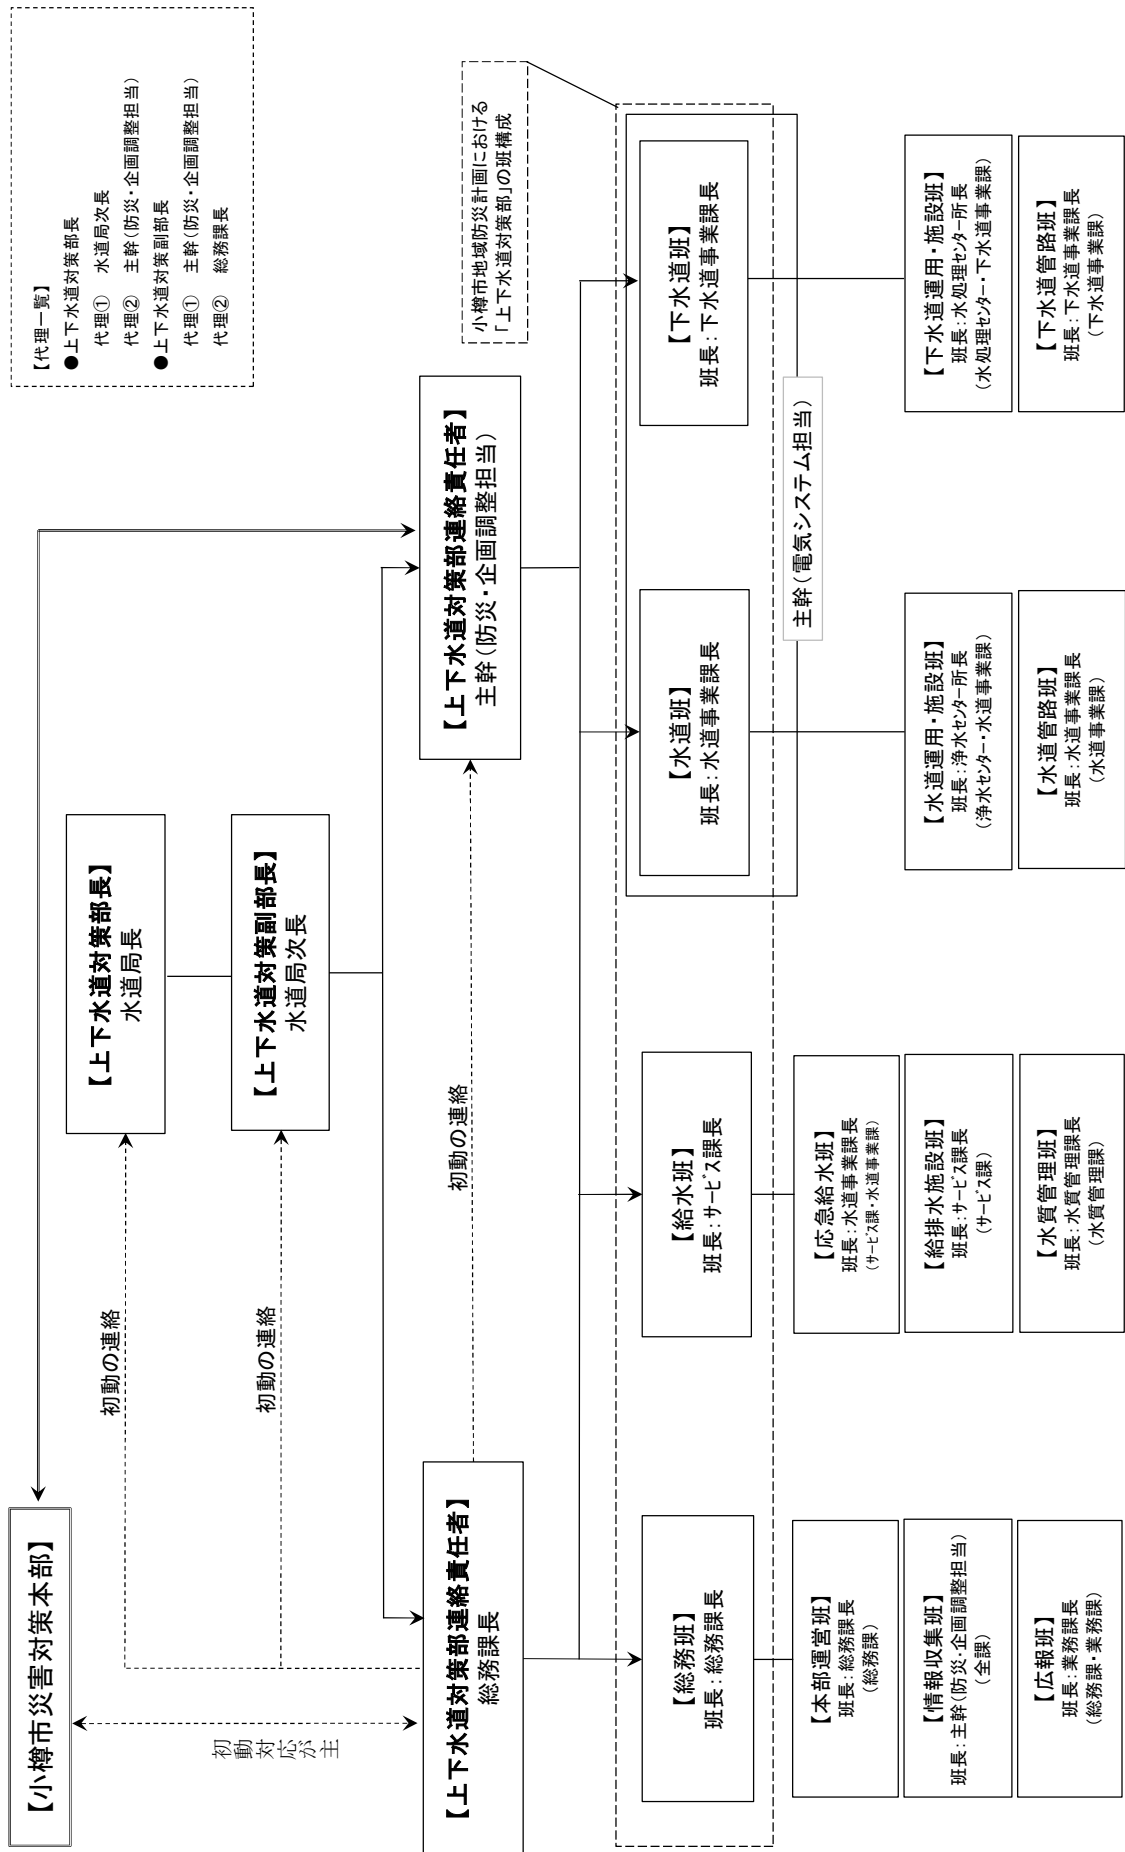 【小樽市災害対策本部】
初動対応が主
初動の連絡
初動の連絡
初動の連絡
【上下水道対策部長】
水道局長
【上下水道対策副部長】
水道局次長
【代理一覧】
●上下水道対策部長
代理① 水道局次長
代理② 主幹(防災・企画調整担当)
●上下水道対策副部長
代理① 主幹(防災・企画調整担当)
代理② 総務課長
【上下水道対策部連絡責任者】
総務課長
【上下水道対策部連絡責任者】
主幹(防災・企画調整担当)
小樽市地域防災計画における
「上下水道対策部」の班構成
【総務班】
班長:総務課長
【給水班】
班長:サービス課長
【水道班】
班長:水道事業課長
【下水道班】
班長:下水道事業課長
主幹(電気システム担当)
【本部運営班】
班長:総務課長
(総務課)
【情報収集班】
班長:主幹(防災・企画調整担当)
(全課)
【広報班】
班長:業務課長
(総務課・業務課)
【応急給水班】
班長:水道事業課長
(サービス課・水道事業課)
【給排水施設班】
班長:サービス課長
(サービス課)
【水質管理班】
班長:水質管理課長
(水質管理課)
【水道運用・施設班】
班長:浄水センター所長
(浄水センター・水道事業課)
【水道管路班】
班長:水道事業課長
(水道事業課)
【下水道運用・施設班】
班長:水処理センター所長
(水処理センター・下水道事業課)
【下水道管路班】
班長:下水道事業課長
(下水道事業課)